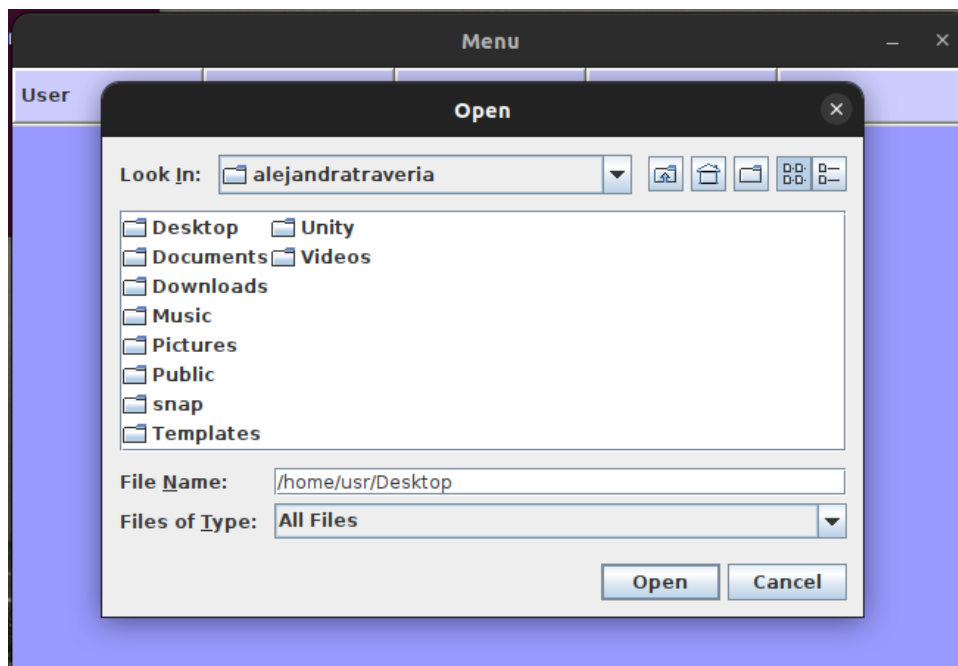 Menu
User
Open
Look In: alejandratraveria
Desktop Unity
Documents Videos
Downloads
Music
Pictures
Public
snap
Templates
File Name: /home/usr/Desktop
Files of Type: All Files
Open Cancel